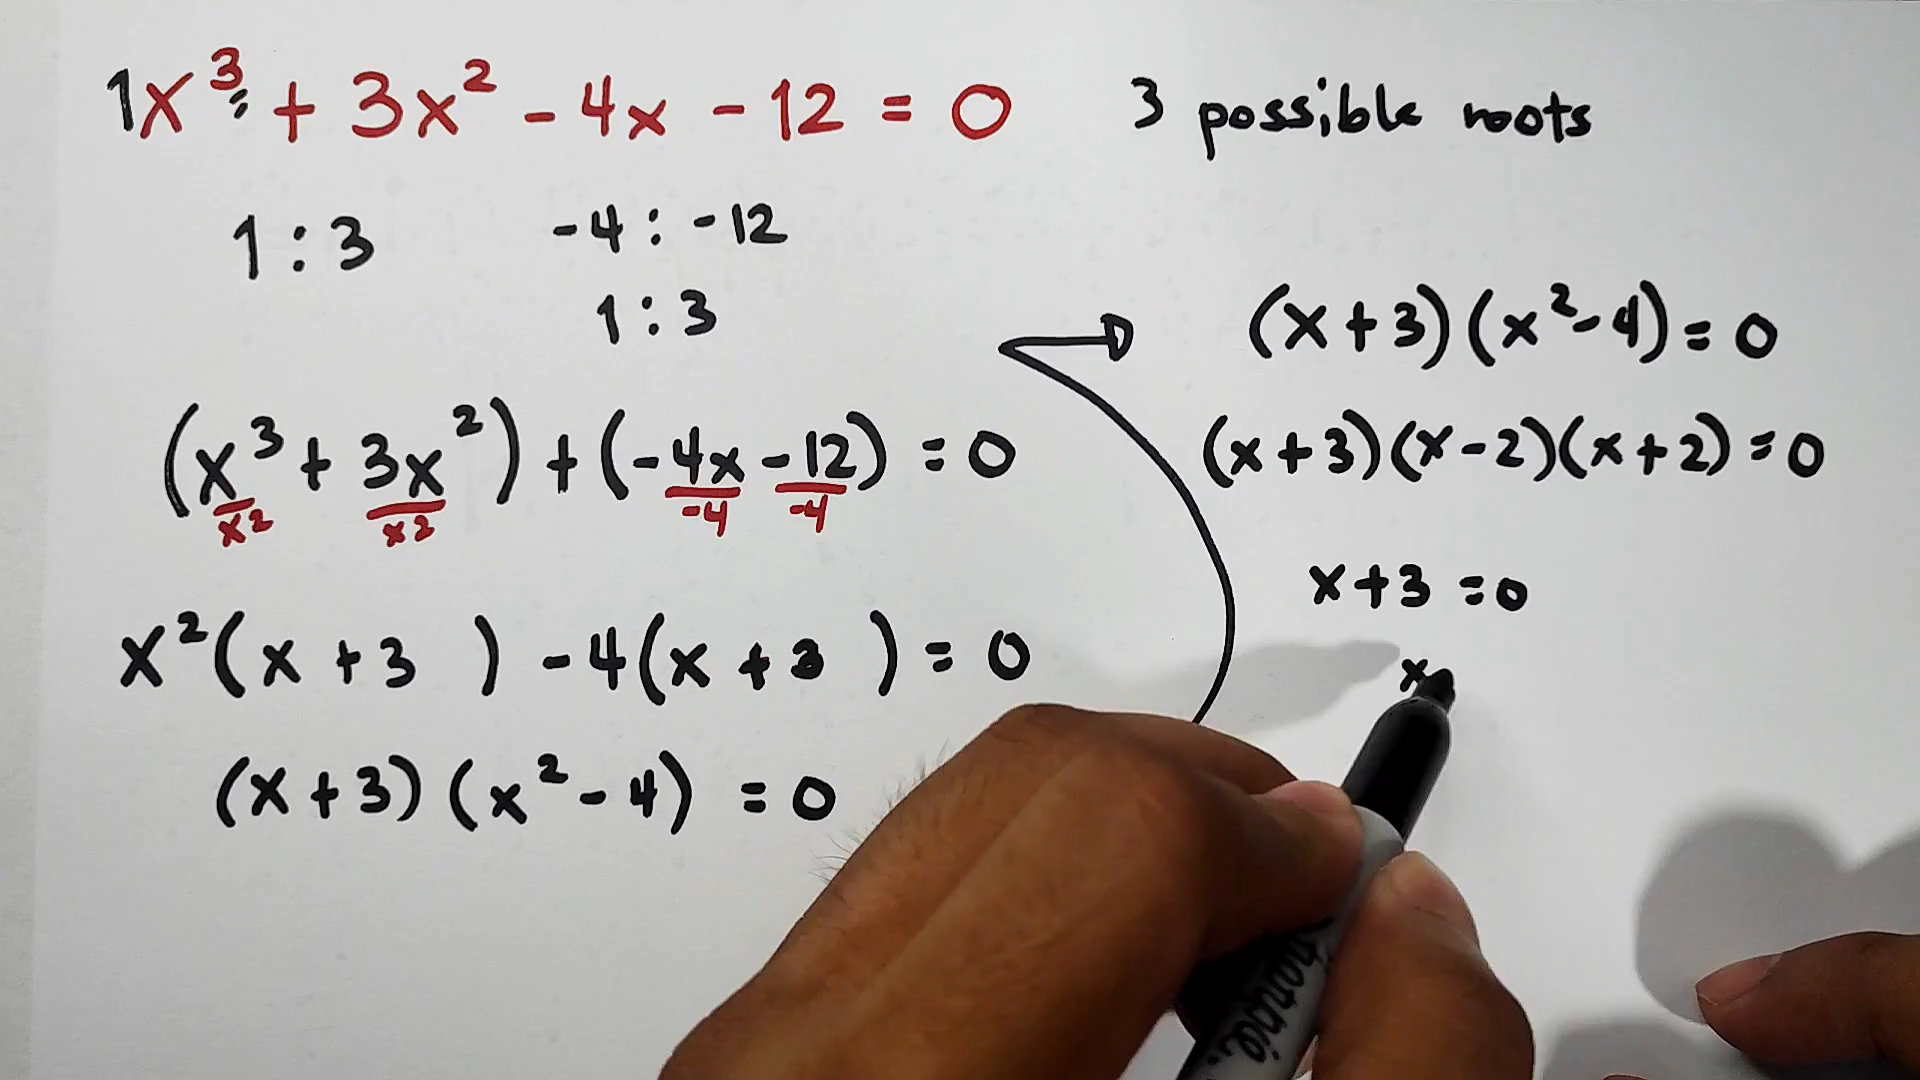 1x³ + 3x² - 4x - 12 = 0
3 possible roots
1 : 3
-4 : -12
1 : 3
(x³ + 3x²) + (-4x - 12) = 0
x2 x2 -4 -4
x²(x + 3 ) - 4(x + 3 ) = 0
(x + 3)(x² - 4) = 0
(x + 3)(x² - 4) = 0
(x + 3)(x - 2)(x + 2) = 0
x + 3 = 0
x
Sharpie